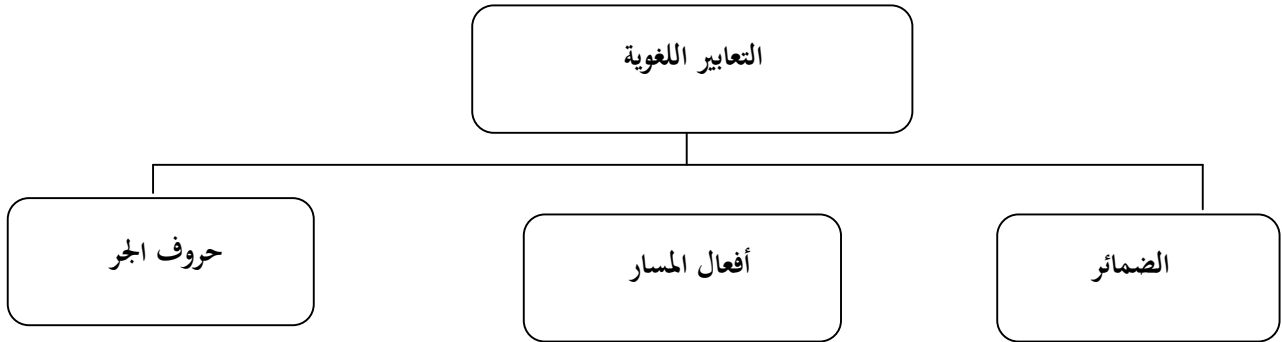 التعابير اللغوية
الضمائر
أفعال المسار
حروف الجر